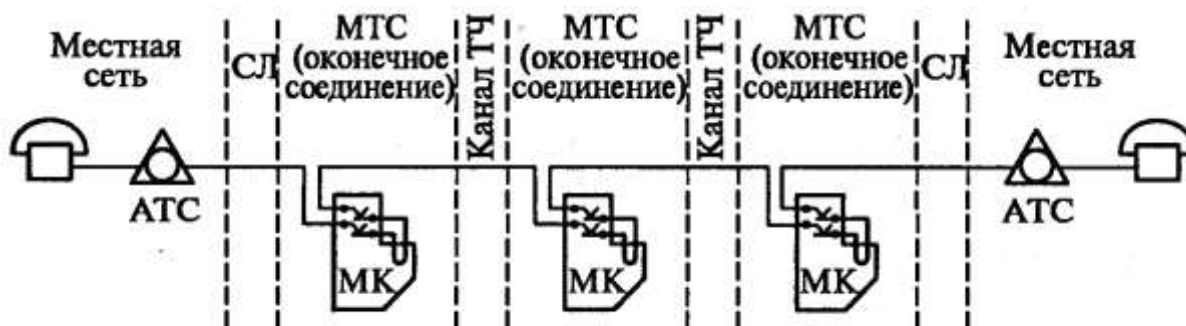 Местная
сеть
СЛ
МТС
(оконечное
соединение)
Канал ТЧ
МТС
(оконечное
соединение)
Канал ТЧ
МТС
(оконечное
соединение)
СЛ
Местная
сеть
АТС
МК
МК
МК
АТС